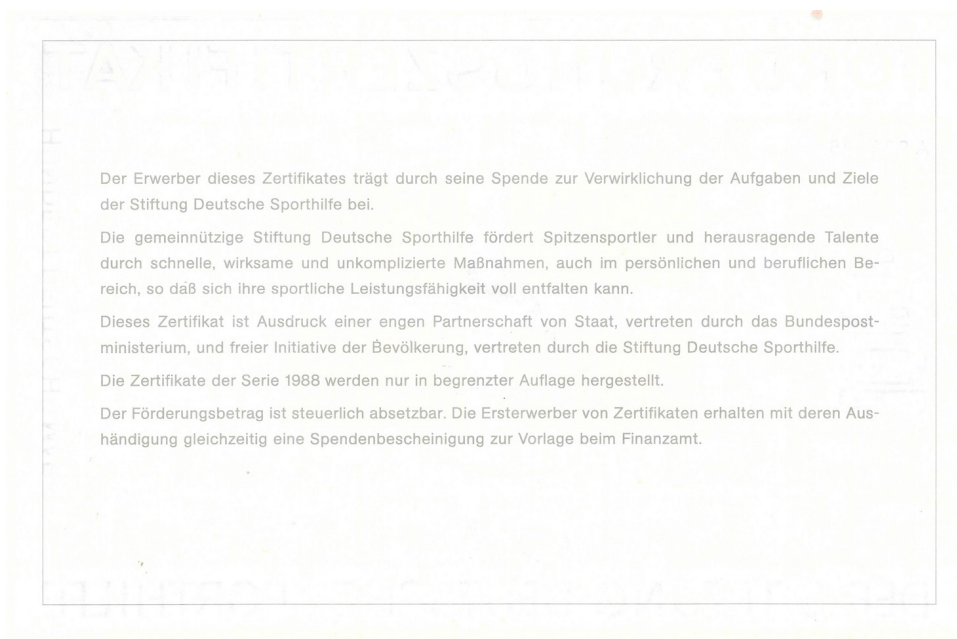 Der Erwerber dieses Zertifikates trägt durch seine Spende zur Verwirklichung der Aufgaben und Ziele
der Stiftung Deutsche Sporthilfe bei.
Die gemeinnützige Stiftung Deutsche Sporthilfe fördert Spitzensportler und herausragende Talente
durch schnelle, wirksame und unkomplizierte Maßnahmen, auch im persönlichen und beruflichen Be-
reich, so daß sich ihre sportliche Leistungsfähigkeit voll entfalten kann.
Dieses Zertifikat ist Ausdruck einer engen Partnerschaft von Staat, vertreten durch das Bundespost-
ministerium, und freier Initiative der Bevölkerung, vertreten durch die Stiftung Deutsche Sporthilfe.
Die Zertifikate der Serie 1988 werden nur in begrenzter Auflage hergestellt.
Der Förderungsbetrag ist steuerlich absetzbar. Die Ersterwerber von Zertifikaten erhalten mit deren Aus-
händigung gleichzeitig eine Spendenbescheinigung zur Vorlage beim Finanzamt.